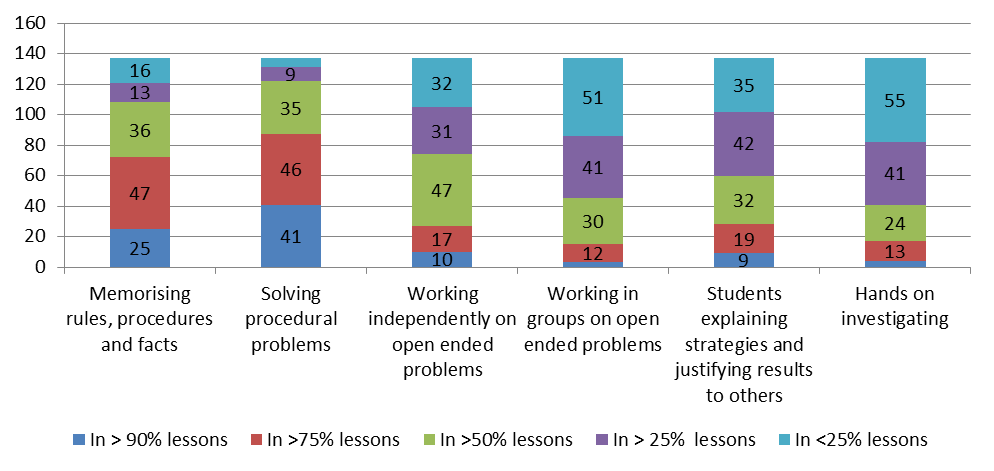 160
140
120
100
80
60
40
20
0
16
13
36
47
25
9
35
46
41
32
31
47
17
10
51
41
30
12
35
42
32
19
9
55
41
24
13
Memorising
rules, procedures
and facts
Solving
procedural
problems
Working
independently on
open ended
problems
Working in
groups on open
ended problems
Students
explaining
strategies and
justifying results
to others
Hands on
investigating
In > 90% lessons
In >75% lessons
In >50% lessons
In > 25%  lessons
In <25% lessons